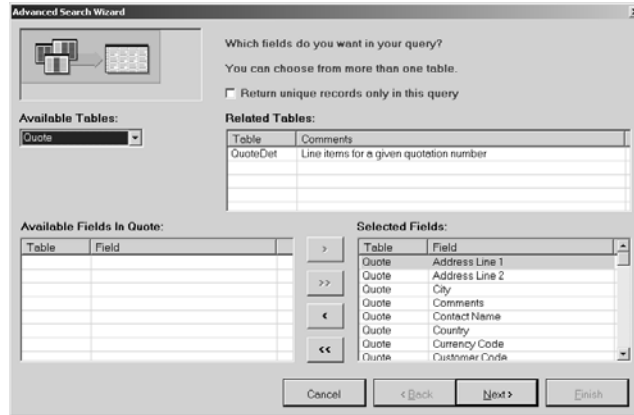 Advanced Search Wizard
Which fields do you want in your query?
You can choose from more than one table.
Return unique records only in this query
Available Tables:
Quote
Related Tables:
Table Comments
QuoteDet Line items for a given quotation number
Available Fields In Quote:
Table Field
>
>>
<
<<
Selected Fields:
Table Field
Quote Address Line 1
Quote Address Line 2
Quote City
Quote Comments
Quote Contact Name
Quote Country
Quote Currency Code
Quote Customer Code
Cancel < Back Next > Finish